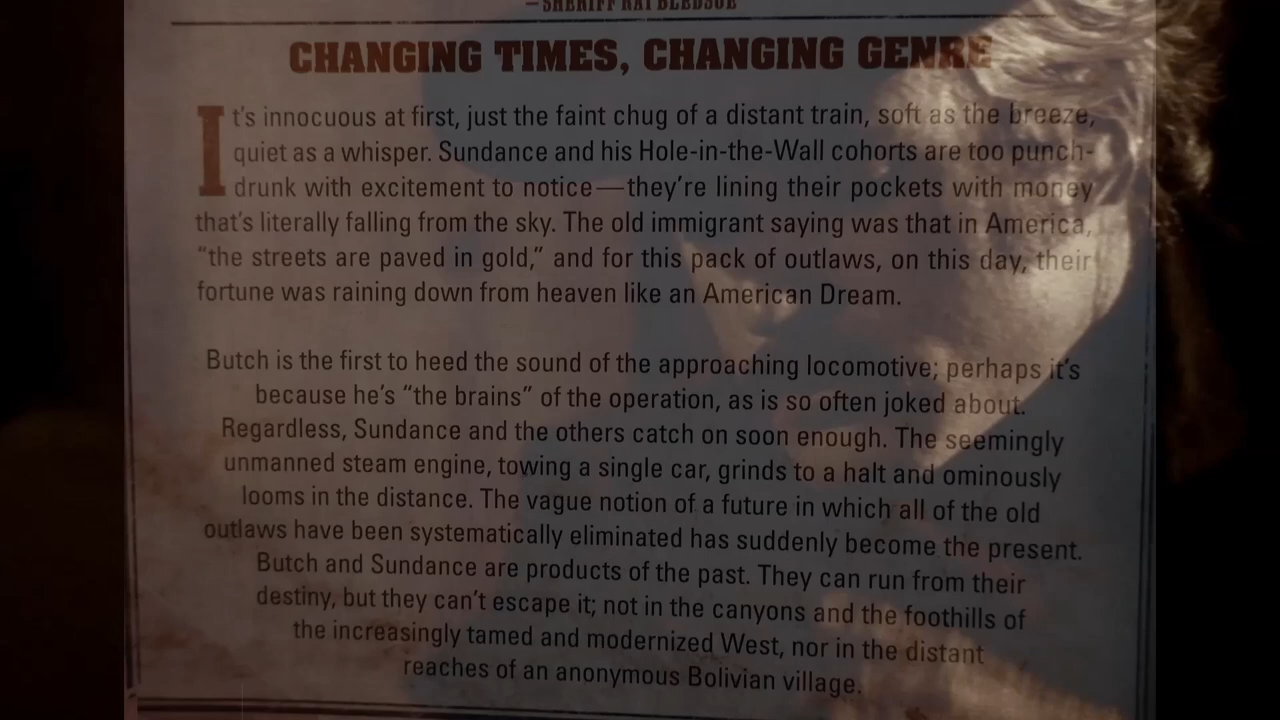 — SHERIFF RAY BLEDSOE
CHANGING TIMES, CHANGING GENRE
It's innocuous at first, just the faint chug of a distant train, soft as the breeze,
quiet as a whisper. Sundance and his Hole-in-the-Wall cohorts are too punch-
drunk with excitement to notice—they're lining their pockets with money
that's literally falling from the sky. The old immigrant saying was that in America,
"the streets are paved in gold," and for this pack of outlaws, on this day, their
fortune was raining down from heaven like an American Dream.
Butch is the first to heed the sound of the approaching locomotive; perhaps it's
because he's "the brains" of the operation, as is so often joked about.
Regardless, Sundance and the others catch on soon enough. The seemingly
unmanned steam engine, towing a single car, grinds to a halt and ominously
looms in the distance. The vague notion of a future in which all of the old
outlaws have been systematically eliminated has suddenly become the present.
Butch and Sundance are products of the past. They can run from their
destiny, but they can't escape it; not in the canyons and the foothills of
the increasingly tamed and modernized West, nor in the distant
reaches of an anonymous Bolivian village.